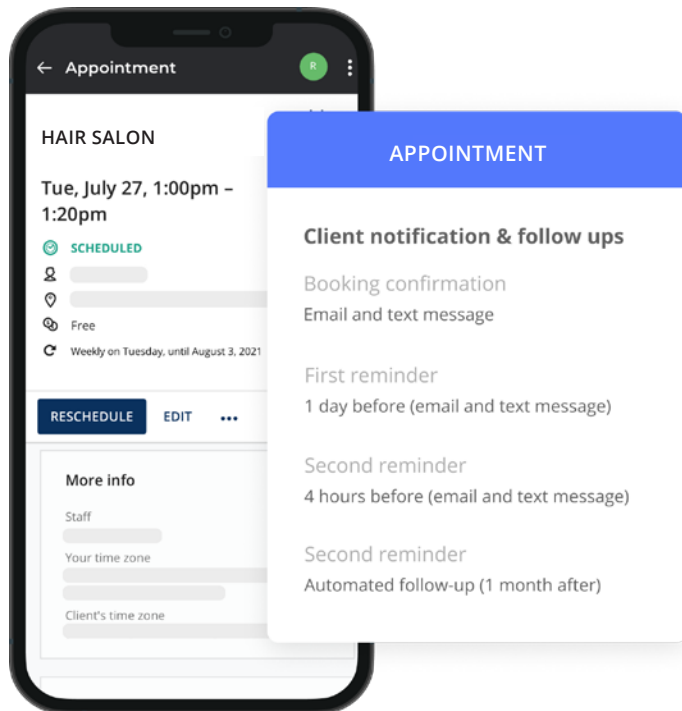 Appointment
R
HAIR SALON
Tue, July 27, 1:00pm –
1:20pm
SCHEDULED
Free
Weekly on Tuesday, until August 3, 2021
RESCHEDULE EDIT
More info
Staff
Your time zone
Client's time zone
APPOINTMENT
Client notification & follow ups
Booking confirmation
Email and text message
First reminder
1 day before (email and text message)
Second reminder
4 hours before (email and text message)
Second reminder
Automated follow-up (1 month after)